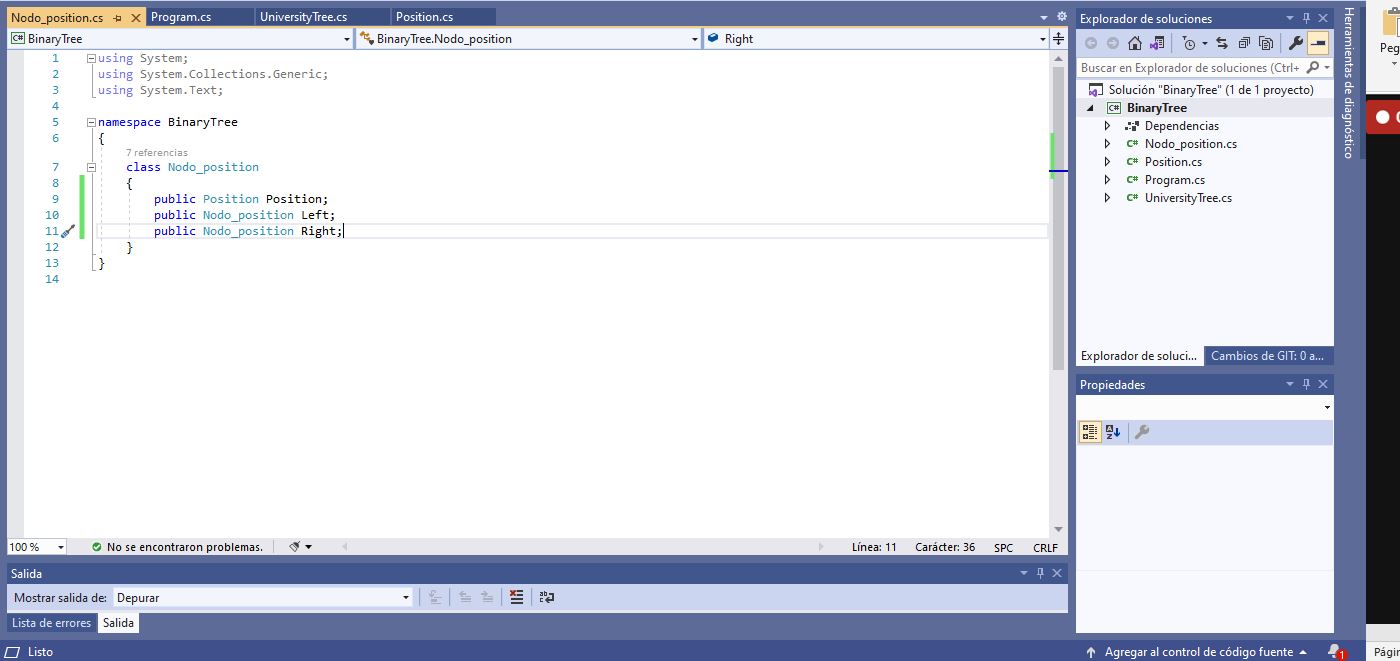 Nodo_position.cs
Program.cs
UniversityTree.cs
Position.cs
BinaryTree
BinaryTree.Nodo_position
Right
1 using System;
2 using System.Collections.Generic;
3 using System.Text;
4
5 namespace BinaryTree
6 {
7 referencias
7 class Nodo_position
8 {
9 public Position Position;
10 public Nodo_position Left;
11 public Nodo_position Right;
12 }
13 }
14
100 %
No se encontraron problemas.
Línea: 11 Carácter: 36 SPC CRLF
Salida
Mostrar salida de: Depurar
Lista de errores Salida
Listo
Agregar al control de código fuente
1
Explorador de soluciones
Buscar en Explorador de soluciones (Ctrl+
Solución "BinaryTree" (1 de 1 proyecto)
C# BinaryTree
Dependencias
C# Nodo_position.cs
C# Position.cs
C# Program.cs
C# UniversityTree.cs
Explorador de soluci... Cambios de GIT: 0 a...
Propiedades
Herramientas de diagnóstico
Peg
Págir